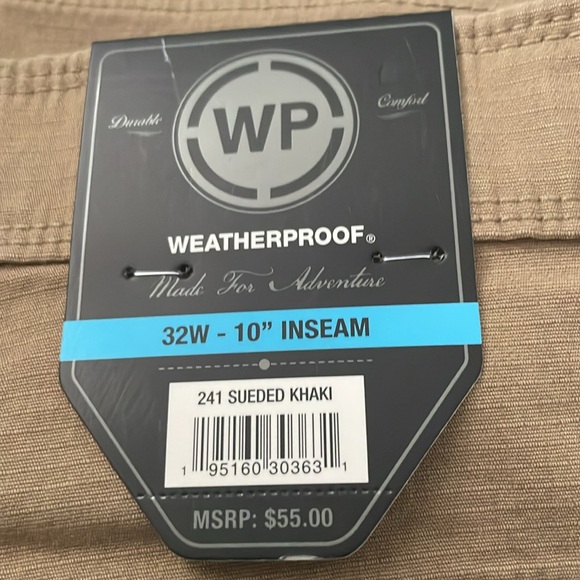 Durable
WP
Comfort
WEATHERPROOF®
Made For Adventure
32W - 10” INSEAM
241 SUEDED KHAKI
1 95160 30363 1
MSRP: $55.00